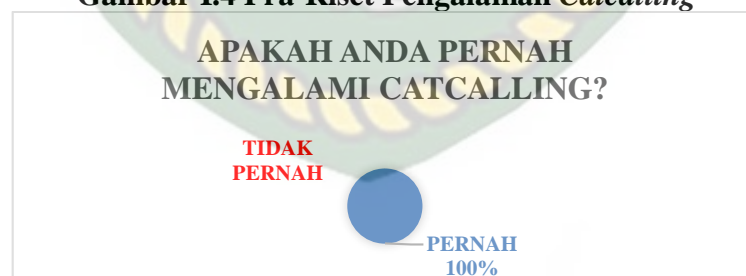 Gambar 1.4 Pra-Riset Pengalaman Catcalling
APAKAH ANDA PERNAH
MENGALAMI CATCALLING?
TIDAK
PERNAH
PERNAH
100%